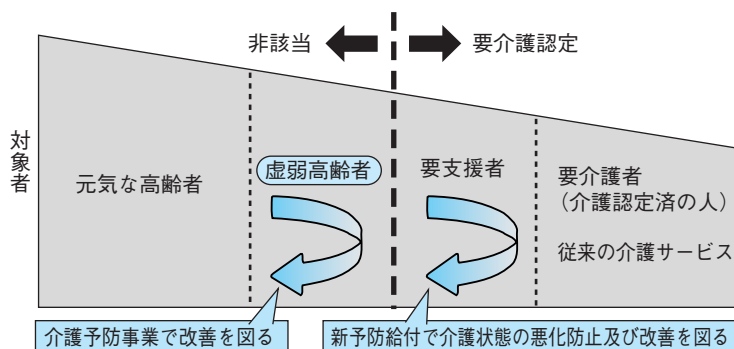 非該当
要介護認定
対象者
元気な高齢者
虚弱高齢者
要支援者
要介護者
(介護認定済の人)
従来の介護サービス
介護予防事業で改善を図る
新予防給付で介護状態の悪化防止及び改善を図る